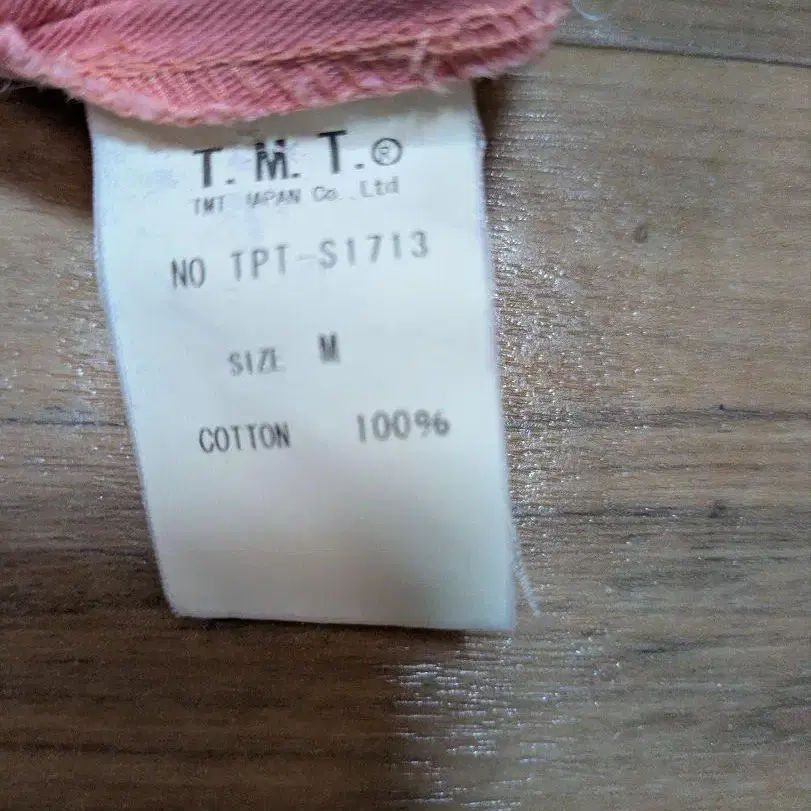 T. M. T.®
TMT JAPAN Co., Ltd
NO TPT-S1713
SIZE M
COTTON 100%